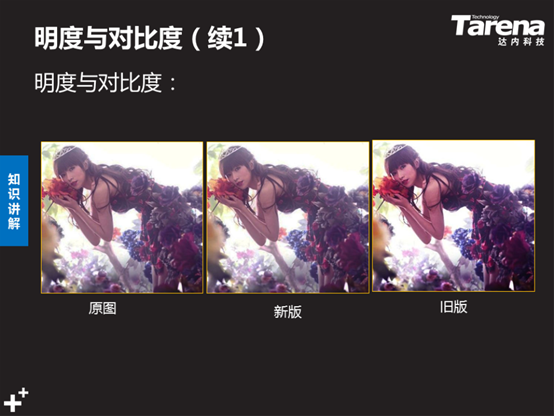 明度与对比度（续1）
Technology
Tarena
达内科技
明度与对比度：
知识讲解
原图
新版
旧版